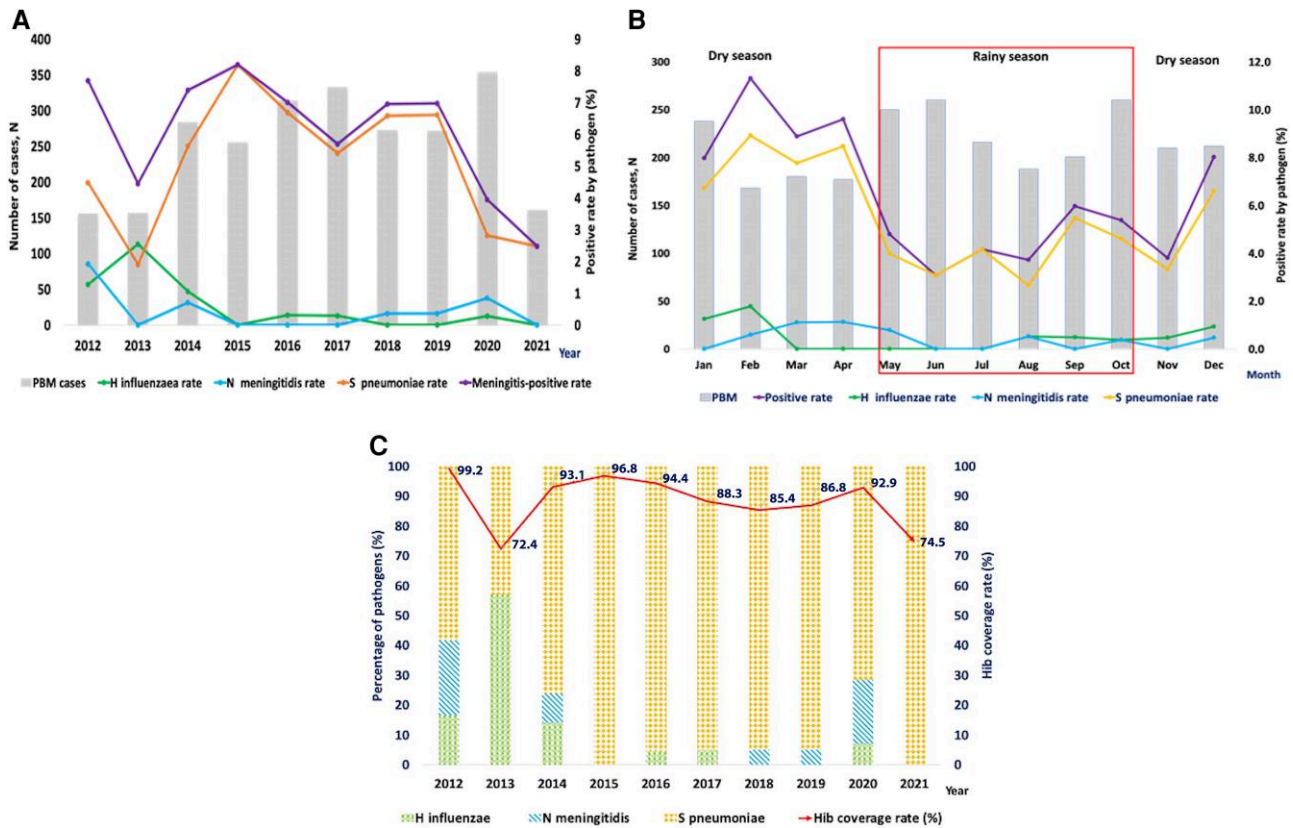 A
Number of cases, N
400
350
300
250
200
150
100
50
0
9
8
7
6
5
4
3
2
1
0
Positive rate by pathogen (%)
2012 2013 2014 2015 2016 2017 2018 2019 2020 2021
Year
PBM cases H influenzaea rate N meningitidis rate S pneumoniae rate Meningitis-positive rate
B
Dry season Rainy season Dry season
Number of cases, N
300
250
200
150
100
50
0
12.0
10.0
8.0
6.0
4.0
2.0
0.0
Positive rate by pathogen (%)
Jan Feb Mar Apr May Jun Jul Aug Sep Oct Nov Dec
Month
PBM Positive rate H influenzae rate N meningitidis rate S pneumoniae rate
C
Percentage of pathogens (%)
100
90
80
70
60
50
40
30
20
10
0
99.2 72.4 93.1 96.8 94.4 88.3 85.4 86.8 92.9 74.5
100
90
80
70
60
50
40
30
20
10
0
Hib coverage rate (%)
2012 2013 2014 2015 2016 2017 2018 2019 2020 2021
Year
H influenzae N meningitidis S pneumoniae Hib coverage rate (%)